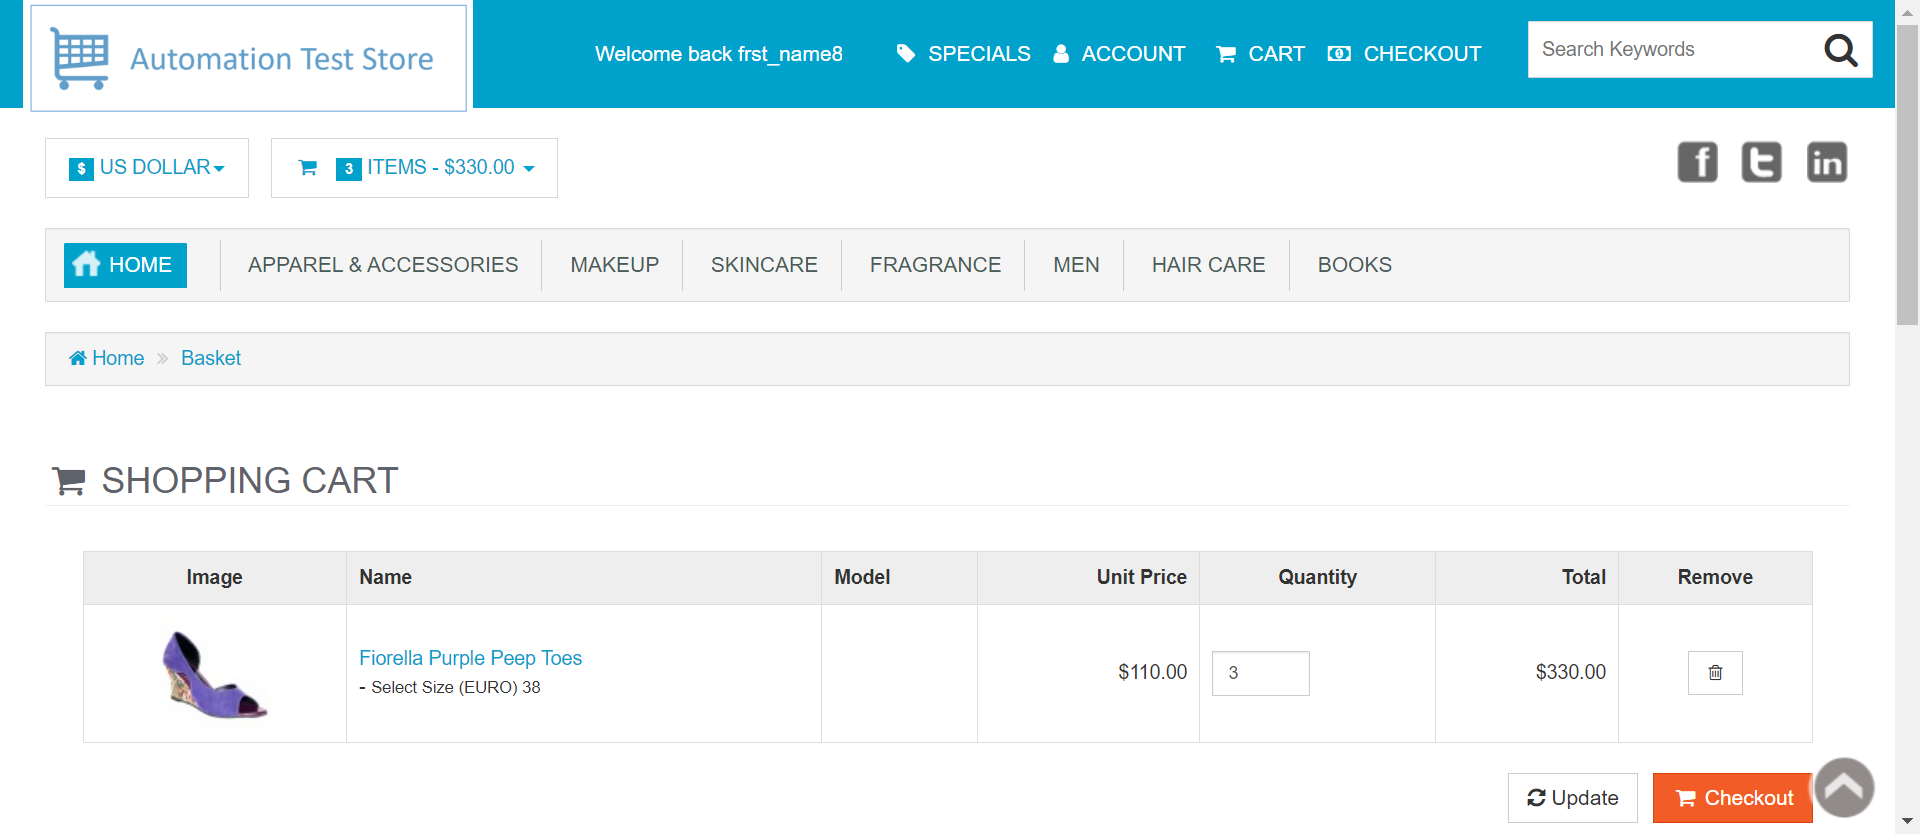 Automation Test Store
Welcome back frst_name8
SPECIALS
ACCOUNT
CART
CHECKOUT
Search Keywords
$ US DOLLAR
3 ITEMS - $330.00
HOME
APPAREL & ACCESSORIES
MAKEUP
SKINCARE
FRAGRANCE
MEN
HAIR CARE
BOOKS
Home » Basket
SHOPPING CART
Image Name Model Unit Price Quantity Total Remove
Fiorella Purple Peep Toes
- Select Size (EURO) 38
$110.00
3
$330.00
Update
Checkout